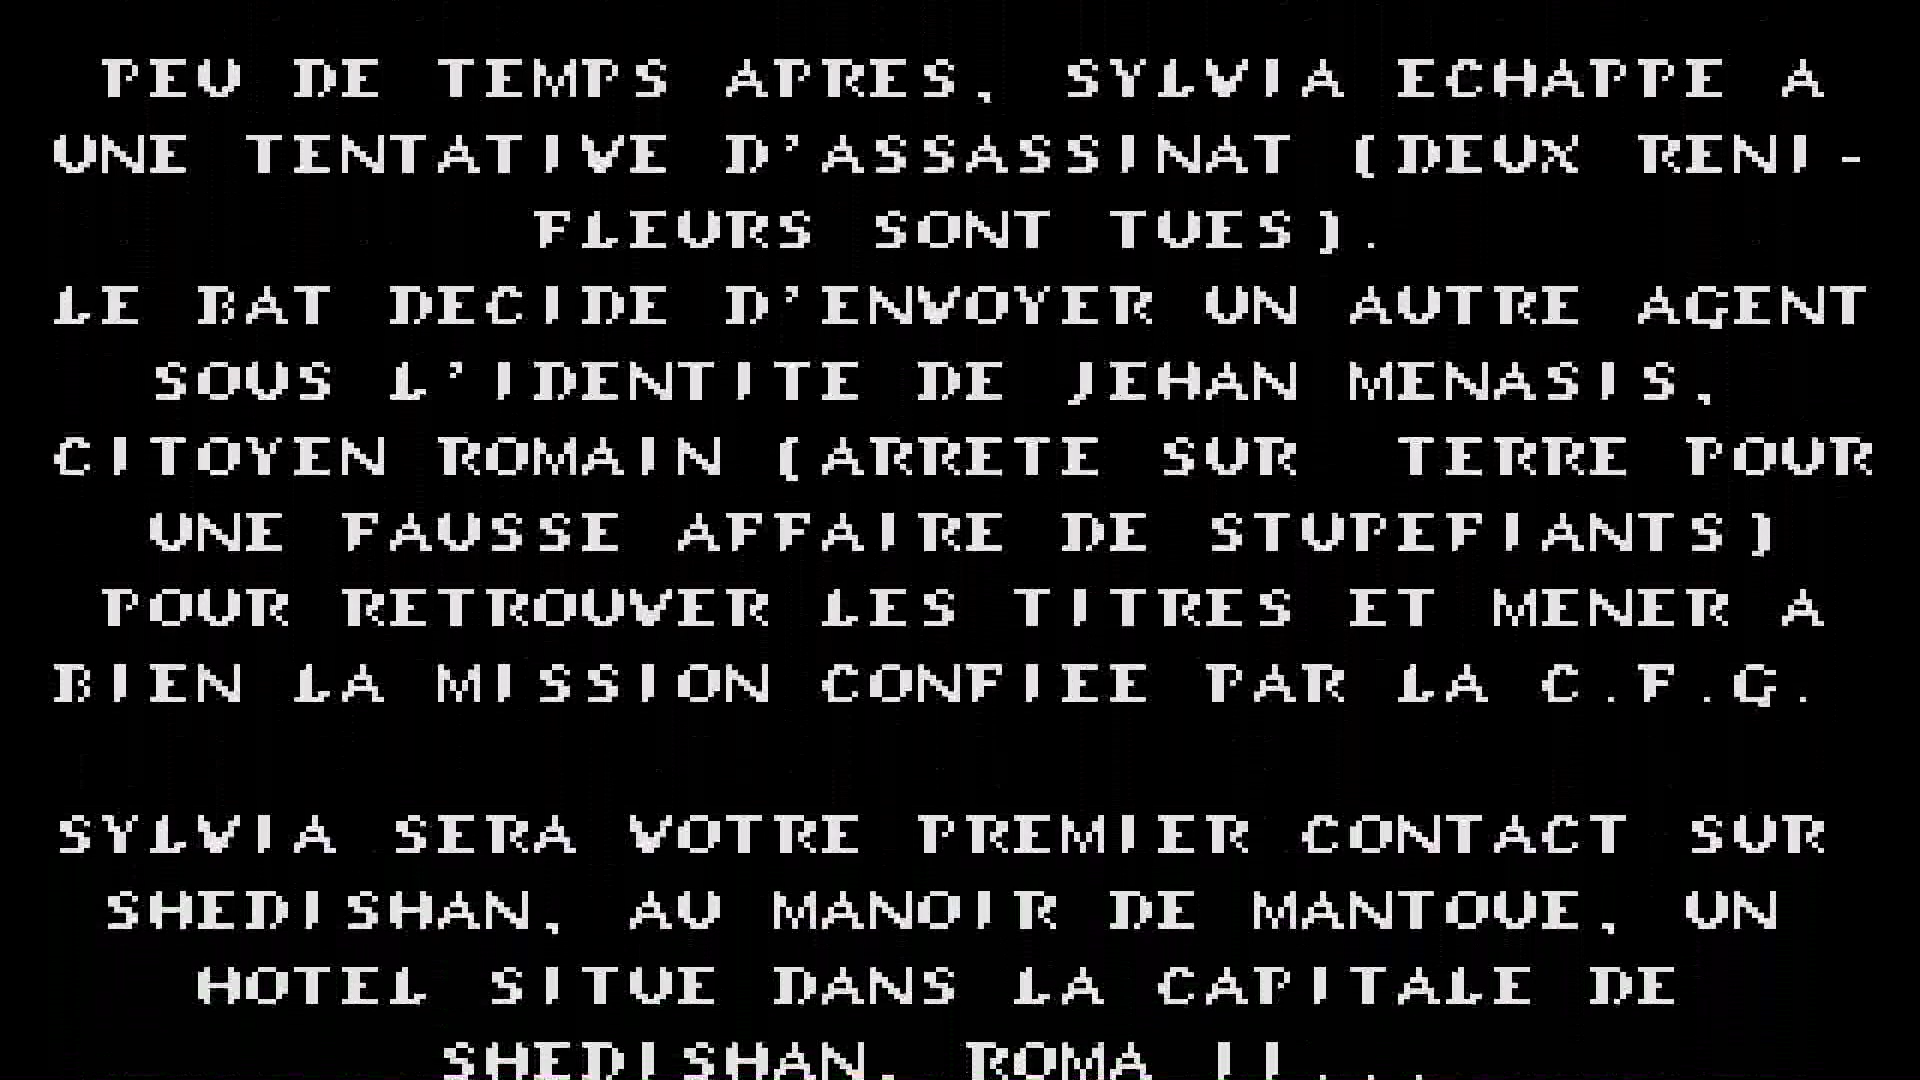 PEU DE TEMPS APRES, SYLVIA ECHAPPE A
UNE TENTATIVE D'ASSASSINAT (DEUX RENI-
FLEURS SONT TUES).
LE BAT DECIDE D'ENVOYER UN AUTRE AGENT
SOUS L'IDENTITE DE JEHAN MENASIS,
CITOYEN ROMAIN (ARRETE SUR TERRE POUR
UNE FAUSSE AFFAIRE DE STUPEFIANTS)
POUR RETROUVER LES TITRES ET MENER A
BIEN LA MISSION CONFIEE PAR LA C.F.G.
SYLVIA SERA VOTRE PREMIER CONTACT SUR
SHEDISHAN, AU MANOIR DE MANTOUE, UN
HOTEL SITUE DANS LA CAPITALE DE
SHEDISHAN, ROMA II...